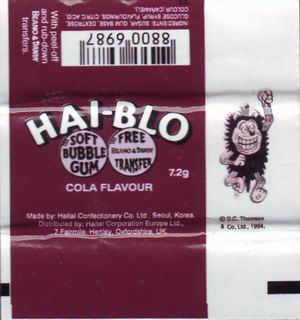 With peel-off
and rub-down
BEANO & DANDY
transfers.
INGREDIENTS: SUGAR, GUM BASE, DEXTROSE,
GLUCOSE SYRUP, FLAVOURINGS, CITRIC ACID,
COLOUR (CARAMEL).
8800 6987
HAI-BLO
SOFT
BUBBLE
GUM
FREE
BEANO & DANDY
TRANSFER
7.2g
COLA FLAVOUR
Made by: Haitai Confectionery Co. Ltd., Seoul, Korea.
Distributed by: Haitai Corporation Europe Ltd.,
7 Fairmile, Henley, Oxfordshire, UK.
© D.C. Thomson
& Co. Ltd., 1994.